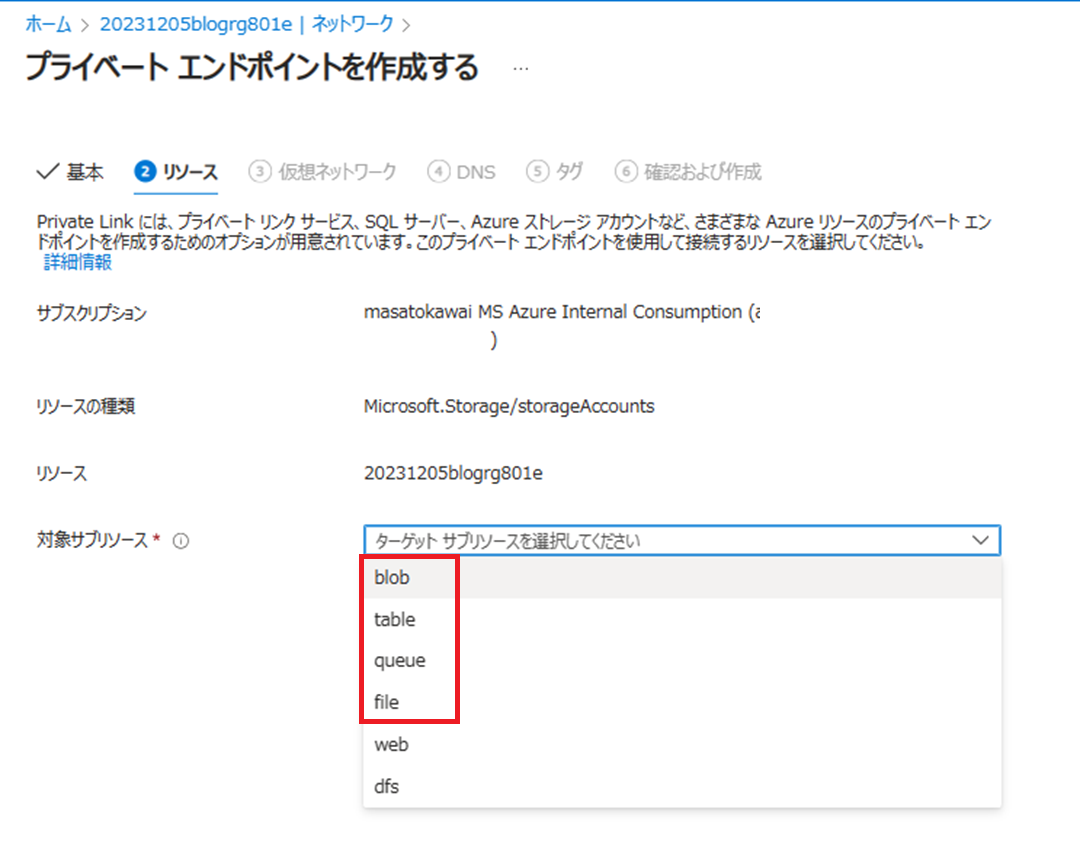 ホーム > 20231205blogrg801e | ネットワーク >
プライベート エンドポイントを作成する ...
基本 2 リソース 3 仮想ネットワーク 4 DNS 5 タグ 6 確認および作成
Private Link には、プライベート リンク サービス、SQL サーバー、Azure ストレージ アカウントなど、さまざまな Azure リソースのプライベート エン
ドポイントを作成するためのオプションが用意されています。このプライベート エンドポイントを使用して接続するリソースを選択してください。
詳細情報
サブスクリプション masatokawai MS Azure Internal Consumption (a
)
リソースの種類 Microsoft.Storage/storageAccounts
リソース 20231205blogrg801e
対象サブリソース * ターゲット サブリソースを選択してください
blob
table
queue
file
web
dfs